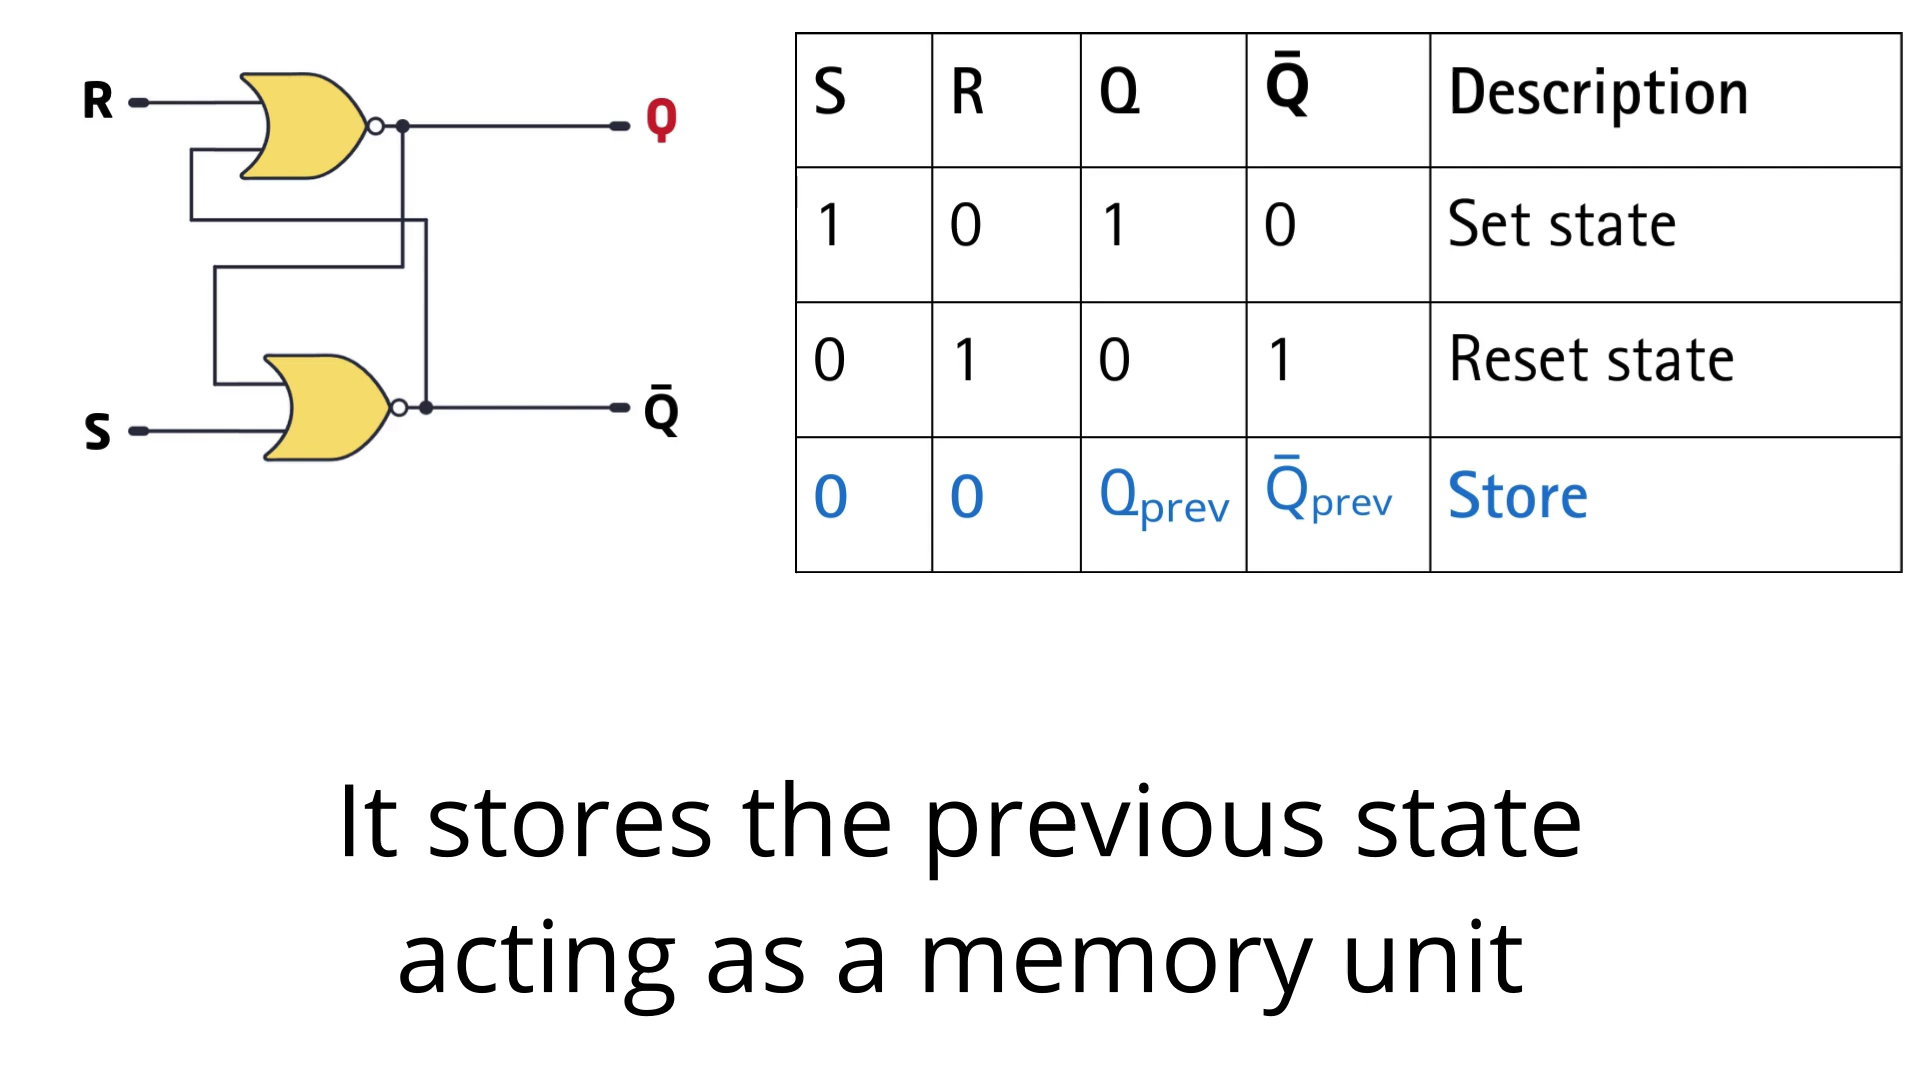 R
Q
S
Q̄
S R Q Q̄ Description
1 0 1 0 Set state
0 1 0 1 Reset state
0 0 Qprev Q̄prev Store
It stores the previous state
acting as a memory unit